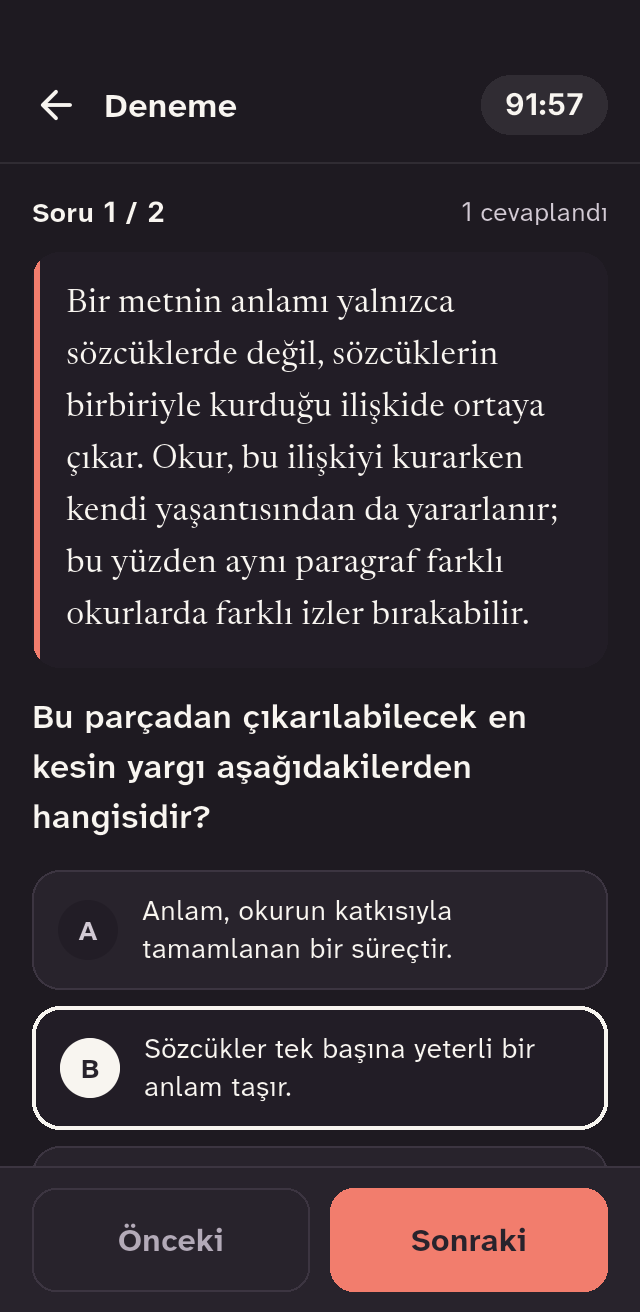 Deneme
91:57
Soru 1 / 2
1 cevaplandı
Bir metnin anlamı yalnızca
sözcüklerde değil, sözcüklerin
birbiriyle kurduğu ilişkide ortaya
çıkar. Okur, bu ilişkiyi kurarken
kendi yaşantısından da yararlanır;
bu yüzden aynı paragraf farklı
okurlarda farklı izler bırakabilir.
Bu parçadan çıkarılabilecek en
kesin yargı aşağıdakilerden
hangisidir?
A
Anlam, okurun katkısıyla
tamamlanan bir süreçtir.
B
Sözcükler tek başına yeterli bir
anlam taşır.
Önceki
Sonraki